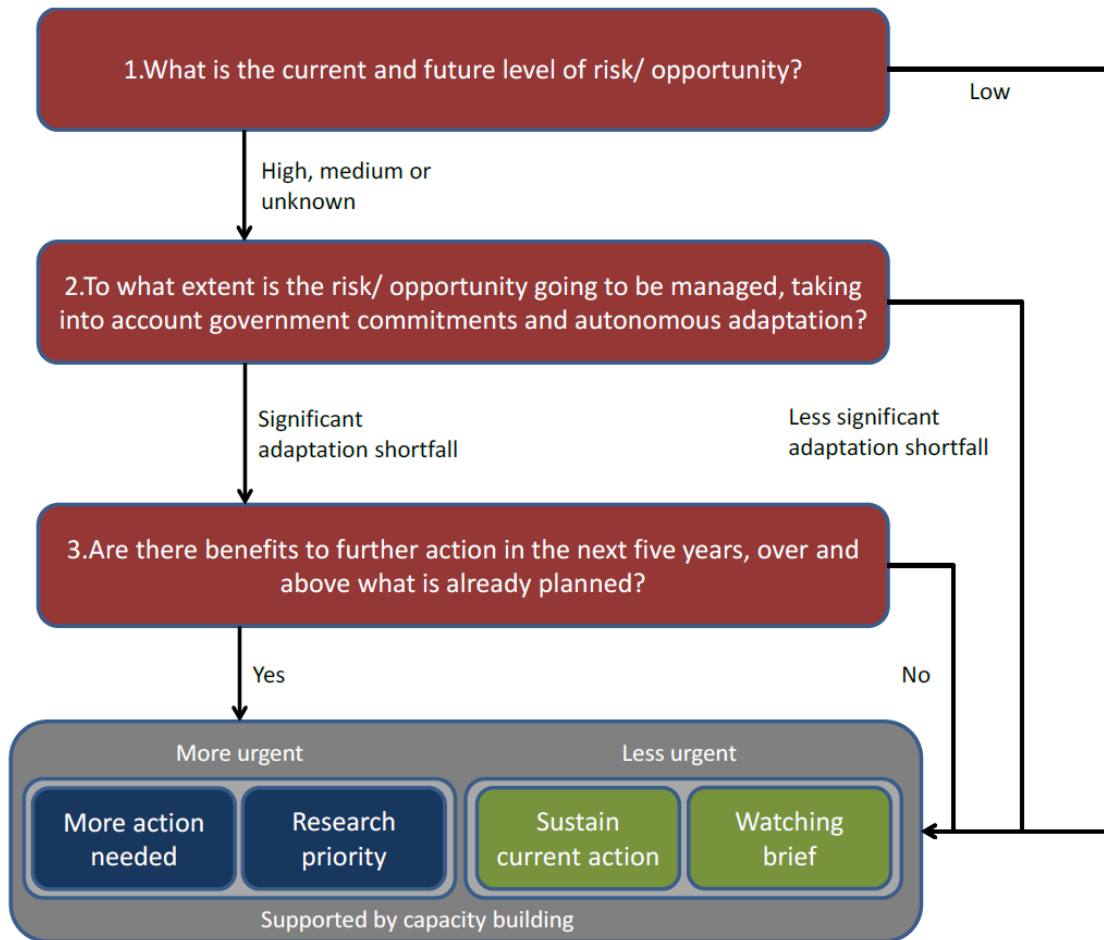 1.What is the current and future level of risk/ opportunity?
Low
High, medium or
unknown
2.To what extent is the risk/ opportunity going to be managed, taking
into account government commitments and autonomous adaptation?
Significant
adaptation shortfall
Less significant
adaptation shortfall
3.Are there benefits to further action in the next five years, over and
above what is already planned?
Yes
No
More urgent
Less urgent
More action
needed
Research
priority
Sustain
current action
Watching
brief
Supported by capacity building